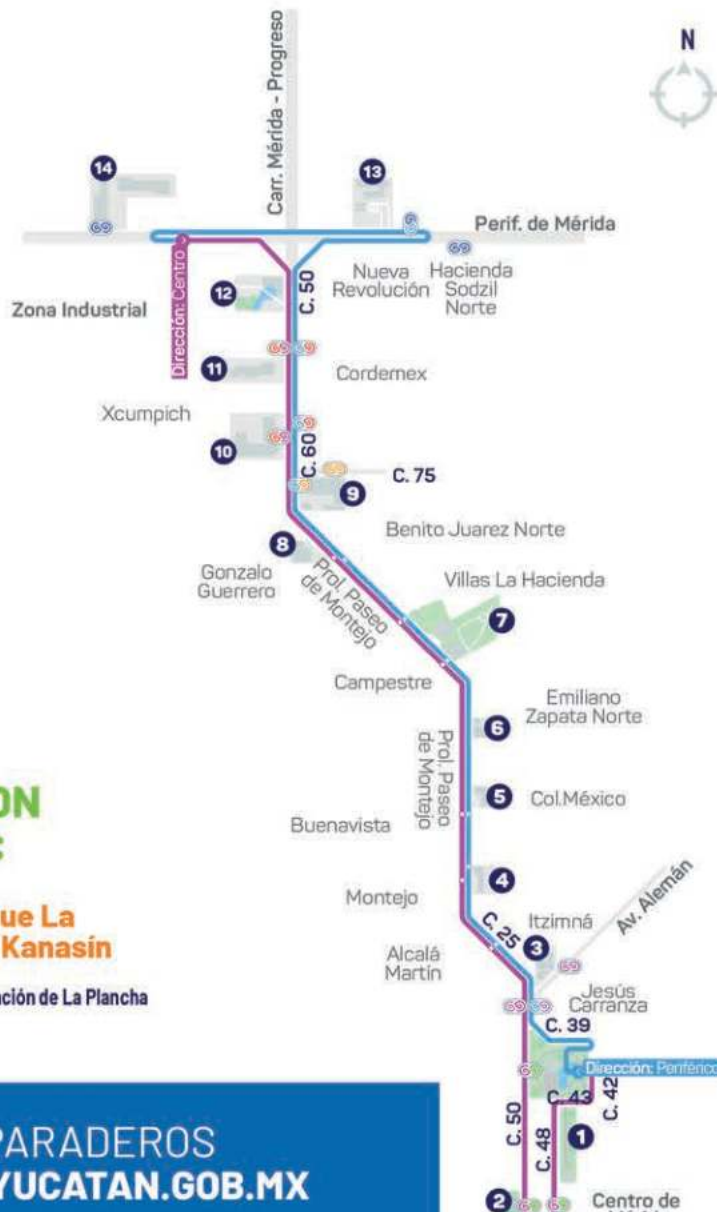 N
Carr. Mérida - Progreso
14
13
Perif. de Mérida
Dirección: Centro
Nueva
Revolución
Hacienda
Sodzil
Norte
12
C. 50
Zona Industrial
11
Cordemex
Xcumpich
10
C. 60
C. 75
9
Benito Juarez Norte
8
Gonzalo
Guerrero
Prol. Paseo
de Montejo
Villas La Hacienda
7
Campestre
Emiliano
Zapata Norte
6
Prol. Paseo
de Montejo
5
Col.México
Buenavista
4
Montejo
C. 25
Itzimná
Av. Alemán
3
Alcalá
Martín
Jesús
Carranza
C. 39
Dirección: Periférico
C. 43
C. 42
C. 50
C. 48
1
2
Centro de
ON
ue La
Kanasín
ación de La Plancha
PARADEROS
YUCATAN.GOB.MX